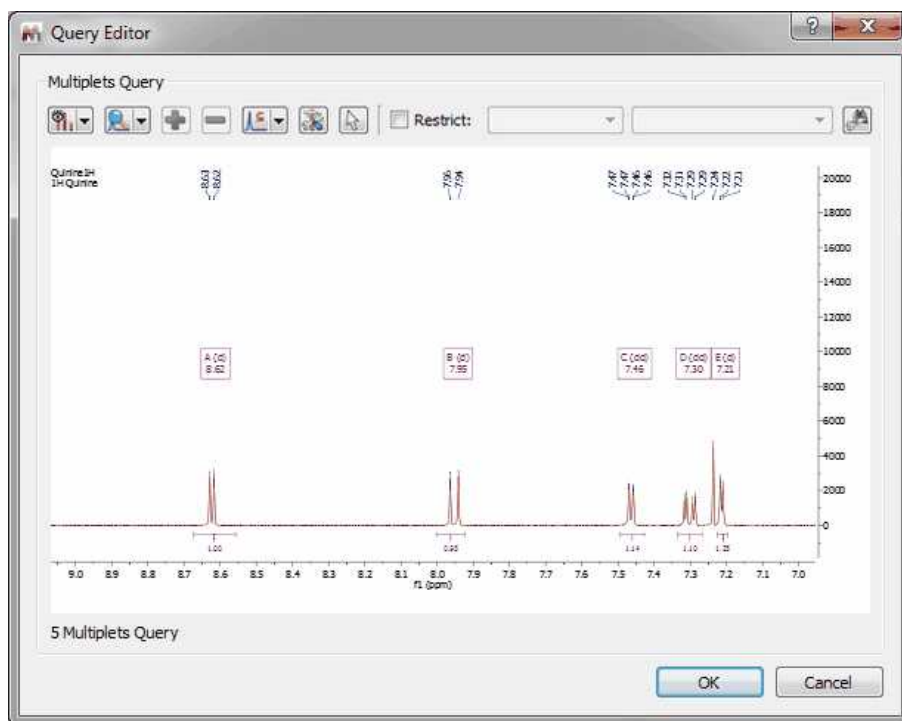 Query Editor
Multiplets Query
Restrict:
Quinine.1H
1H Quinine
8.63
8.62
7.96
7.94
7.47
7.47
7.46
7.46
7.32
7.31
7.29
7.29
7.24
7.22
7.21
20000
18000
16000
14000
12000
10000
8000
6000
4000
2000
0
A (d)
8.62
B (d)
7.95
C (dd)
7.46
D (dd)
7.30
E (d)
7.21
1.00
0.95
1.14
1.10
9.0 8.9 8.8 8.7 8.6 8.5 8.4 8.3 8.2 8.1 8.0 7.9 7.8 7.7 7.6 7.5 7.4 7.3 7.2 7.1 7.0
f1 (ppm)
5 Multiplets Query
OK
Cancel